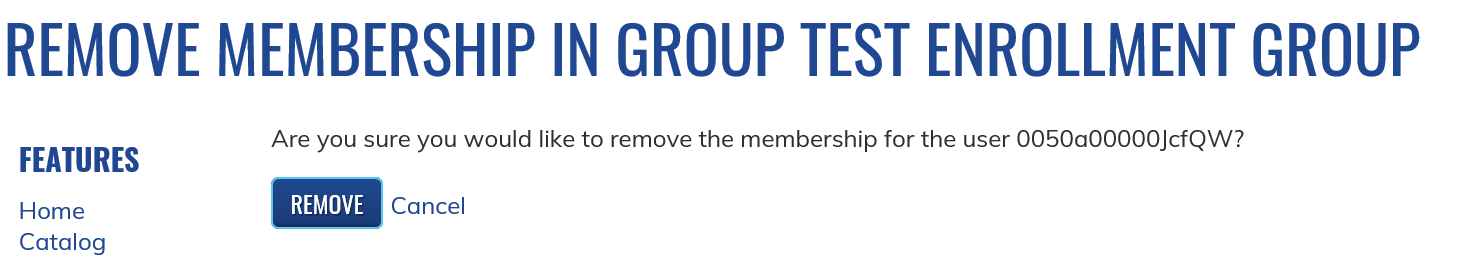 REMOVE MEMBERSHIP IN GROUP TEST ENROLLMENT GROUP
FEATURES
Home
Catalog
Are you sure you would like to remove the membership for the user 0050a00000JcfQW?
REMOVE Cancel